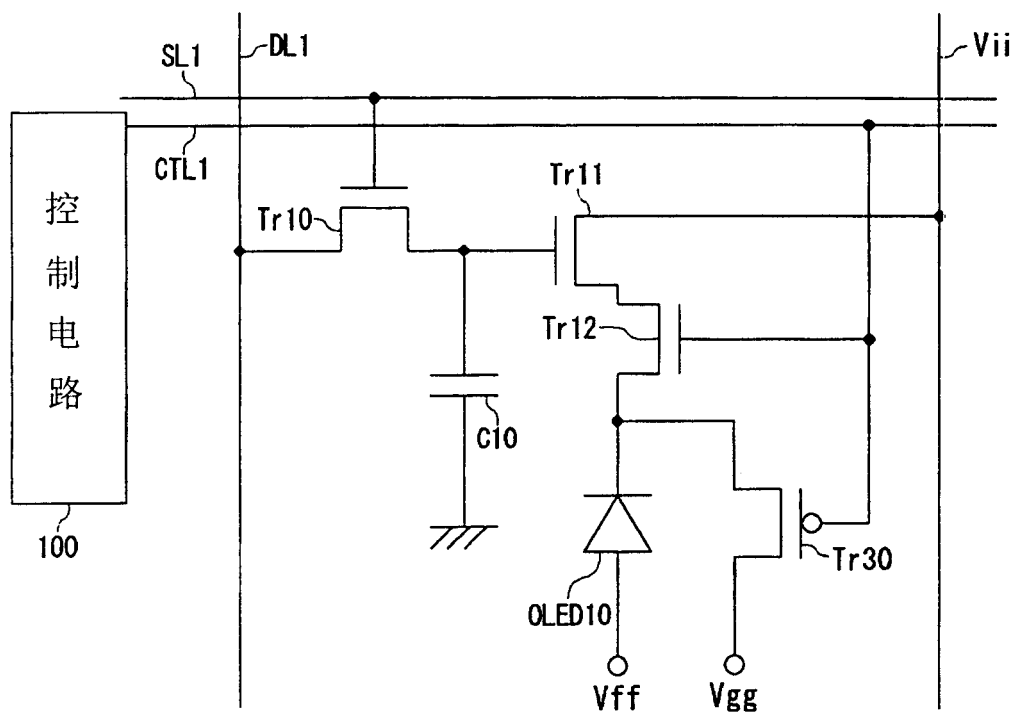 DL1
Vii
SL1
CTL1
控制电路
Tr11
Tr10
Tr12
C10
100
Tr30
OLED10
Vff
Vgg